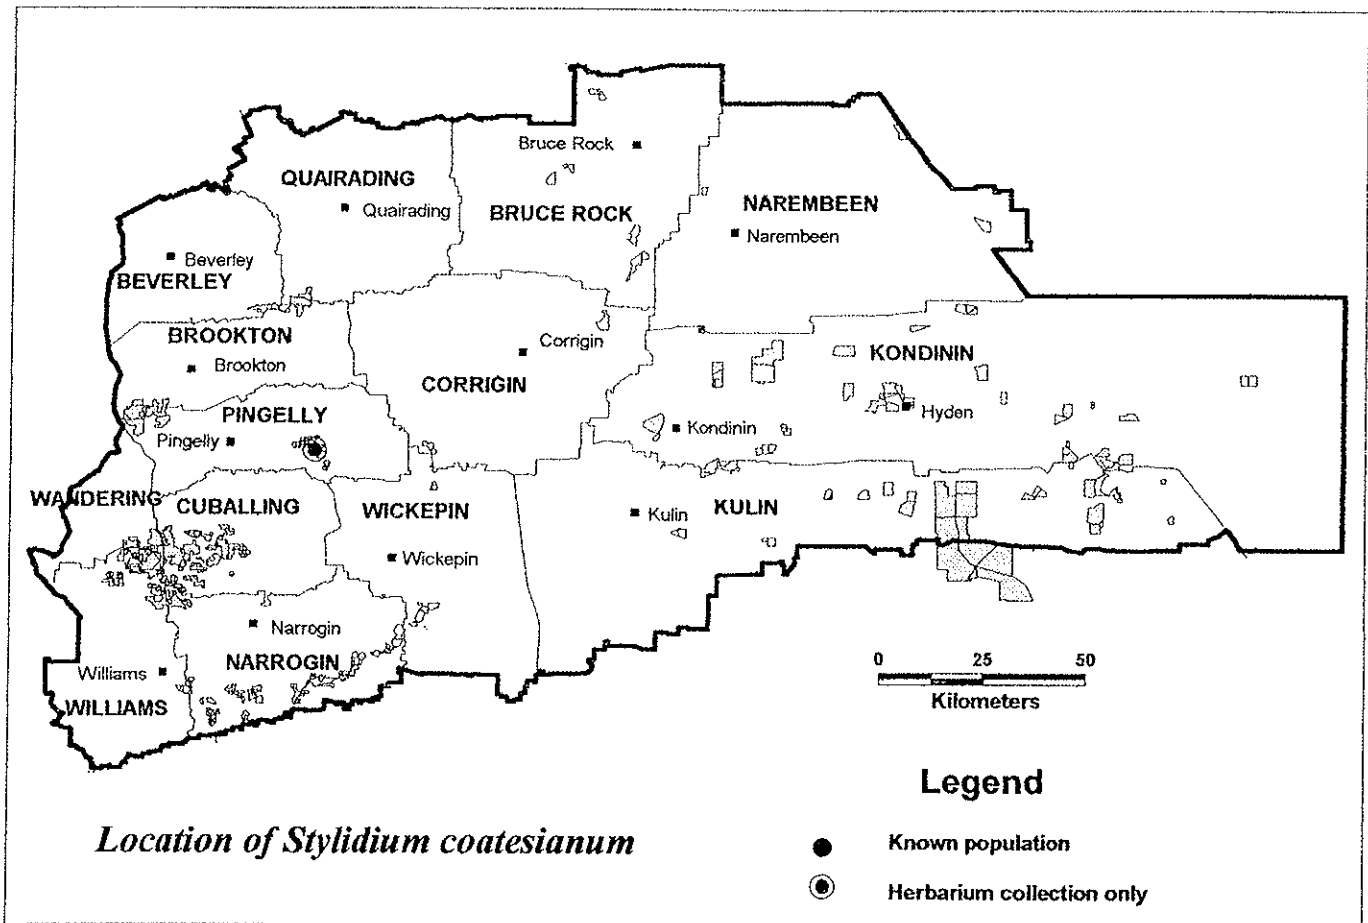 Bruce Rock
QUAIRADING
Quairading
BRUCE ROCK
NAREMBEEN
Narembeen
Beverley
BEVERLEY
BROOKTON
Brookton
Corrigin
CORRIGIN
KONDININ
Hyden
Kondinin
PINGELLY
Pingelly
WANDERING
CUBALLING
WICKEPIN
Wickepin
Kulin
KULIN
Narrogin
NARROGIN
Williams
WILLIAMS
0 25 50
Kilometers
Legend
Location of Stylidium coatesianum
Known population
Herbarium collection only